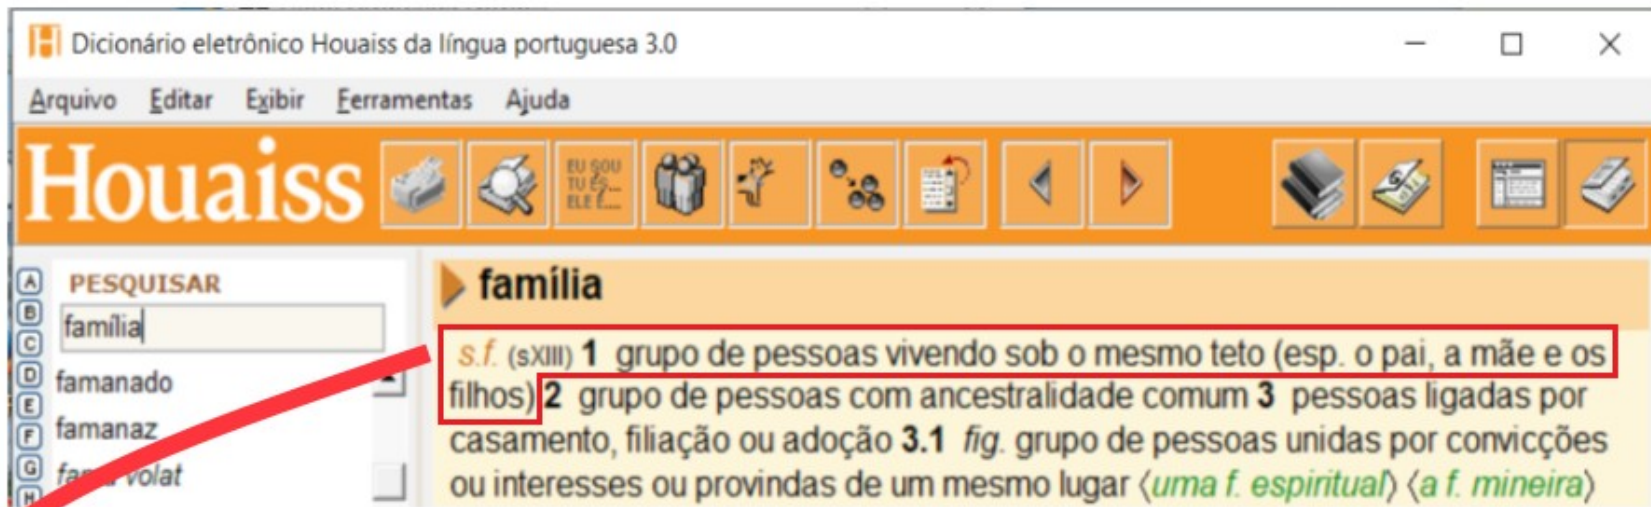 Dicionário eletrônico Houaiss da língua portuguesa 3.0
Arquivo Editar Exibir Ferramentas Ajuda
Houaiss
EU SOU
TU ÉS...
ELE É...
PESQUISAR
família
famanado
famanaz
volat
A
B
C
D
E
F
G
H
família
s.f. (sXIII) 1 grupo de pessoas vivendo sob o mesmo teto (esp. o pai, a mãe e os
filhos) 2 grupo de pessoas com ancestralidade comum 3 pessoas ligadas por
casamento, filiação ou adoção 3.1 fig. grupo de pessoas unidas por convicções
ou interesses ou provindas de um mesmo lugar ‹uma f. espiritual› ‹a f. mineira›